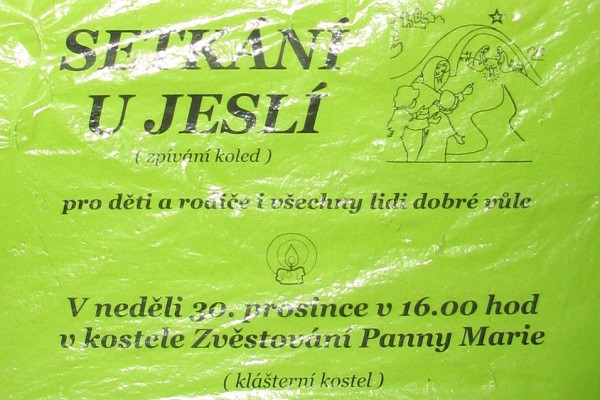 SETKÁNÍ
U JESLÍ
( zpívání koled )
pro děti a rodiče i všechny lidi dobré vůle
V neděli 30. prosince v 16.00 hod
v kostele Zvěstování Panny Marie
( klášterní kostel )